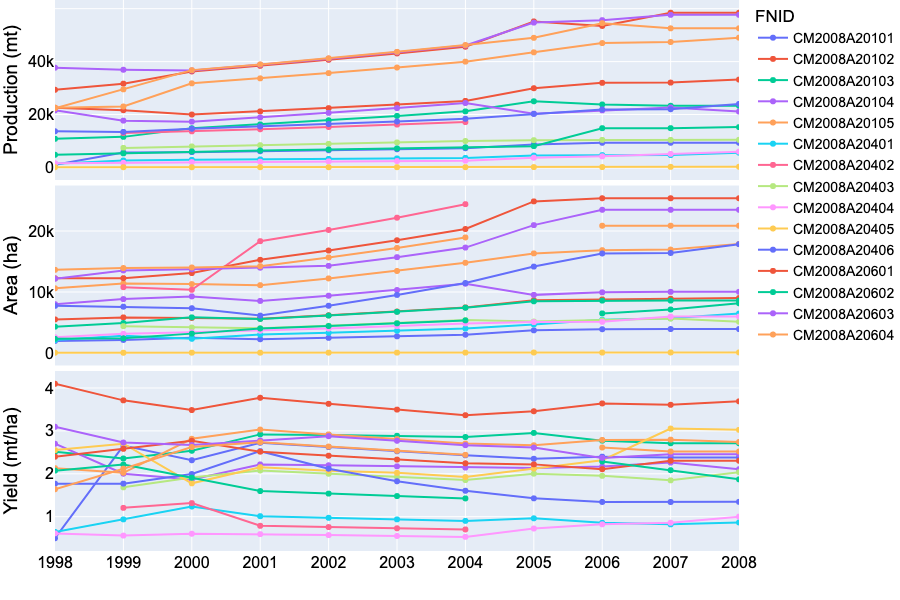 Production (mt)
40k
20k
0
Area (ha)
20k
10k
0
Yield (mt/ha)
4
3
2
1
1998 1999 2000 2001 2002 2003 2004 2005 2006 2007 2008
FNID
CM2008A20101
CM2008A20102
CM2008A20103
CM2008A20104
CM2008A20105
CM2008A20401
CM2008A20402
CM2008A20403
CM2008A20404
CM2008A20405
CM2008A20406
CM2008A20601
CM2008A20602
CM2008A20603
CM2008A20604